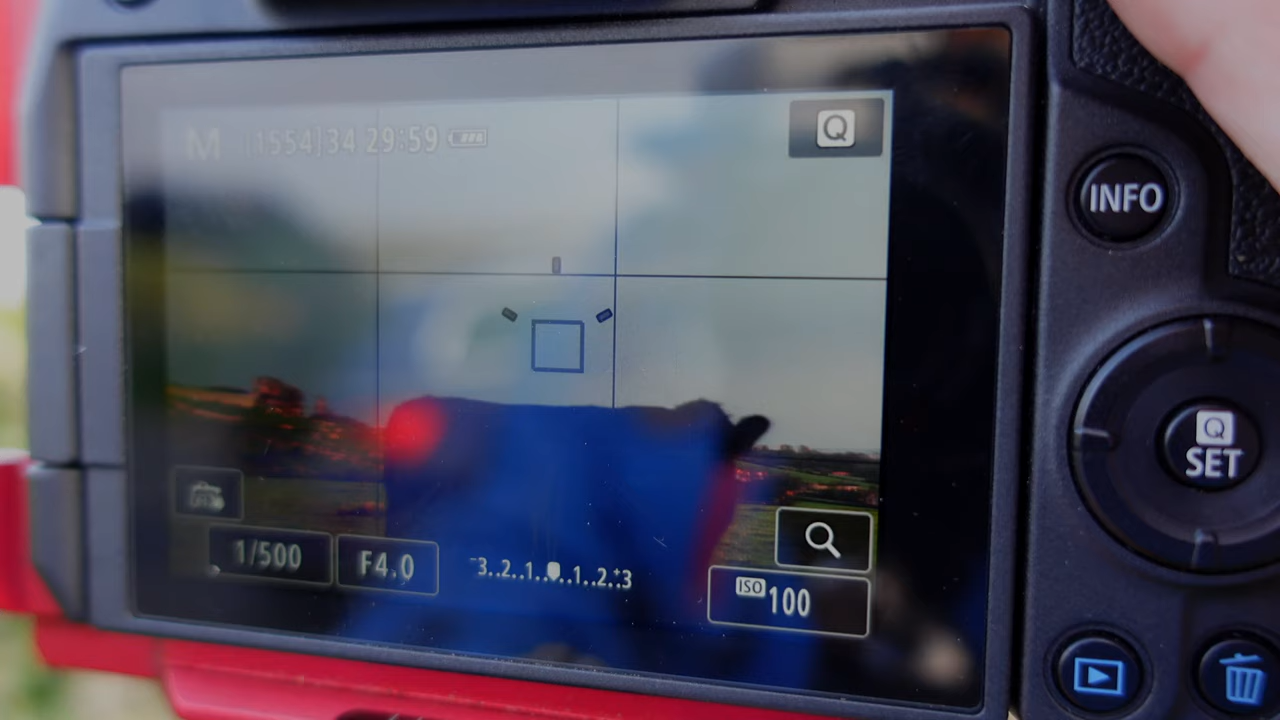 M [1554]34 29:59
Q
INFO
Q
SET
1/500 F4.0 -3..2..1..0..1..2..+3
ISO 100